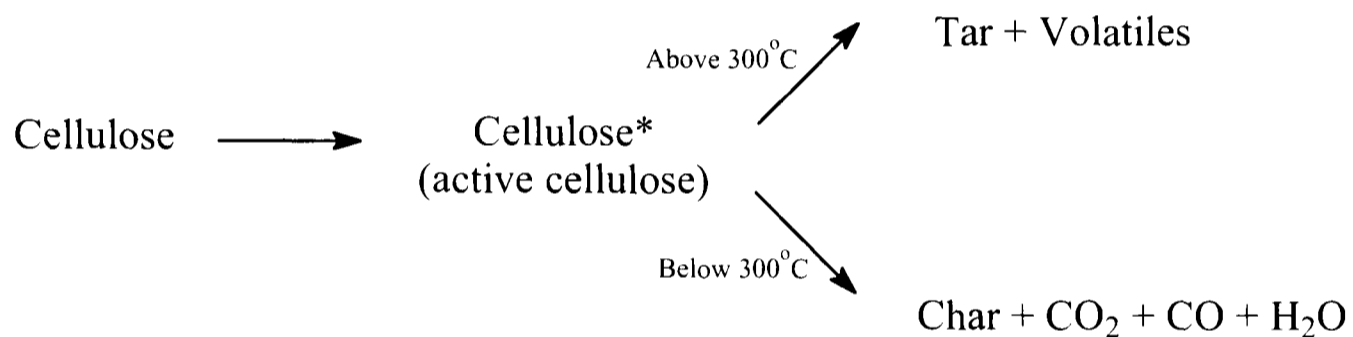 Tar + Volatiles
Above 300°C
Cellulose
Cellulose*
(active cellulose)
Below 300°C
Char + CO₂ + CO + H₂O